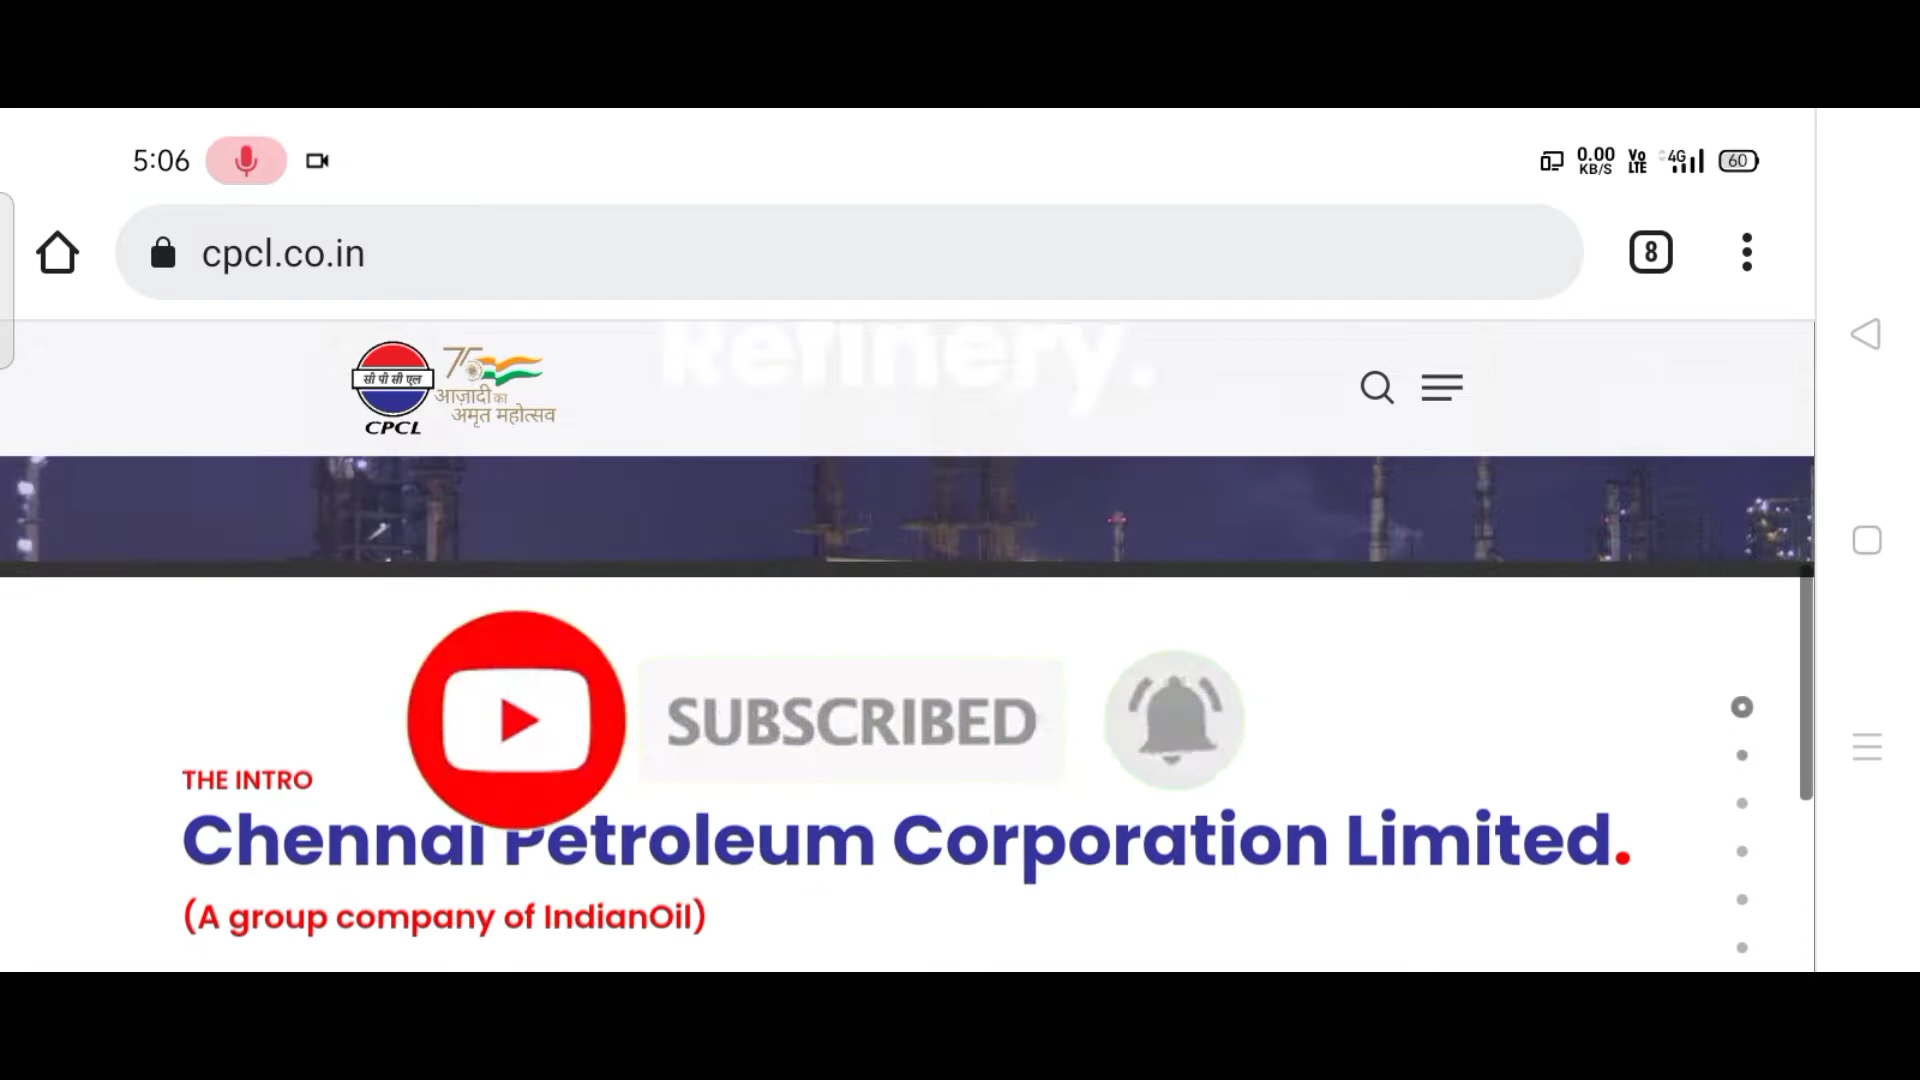 5:06
0.00
KB/S
Vo
LTE
4G
60
cpcl.co.in
8
Refinery.
सी पी सी एल
CPCL
75
आज़ादी का
अमृत महोत्सव
SUBSCRIBED
THE INTRO
Chennai Petroleum Corporation Limited.
(A group company of IndianOil)